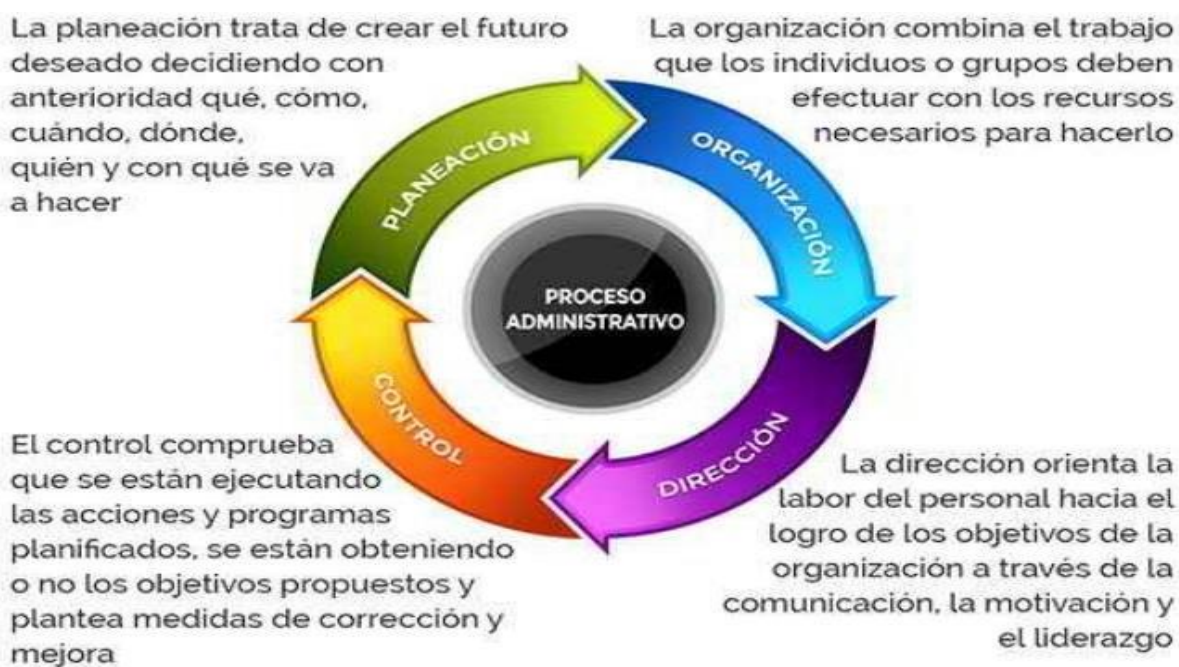 La planeación trata de crear el futuro
deseado decidiendo con
anterioridad qué, cómo,
cuándo, dónde,
quién y con qué se va
a hacer
La organización combina el trabajo
que los individuos o grupos deben
efectuar con los recursos
necesarios para hacerlo
PLANEACIÓN
ORGANIZACIÓN
PROCESO
ADMINISTRATIVO
CONTROL
DIRECCIÓN
El control comprueba
que se están ejecutando
las acciones y programas
planificados, se están obteniendo
o no los objetivos propuestos y
plantea medidas de corrección y
mejora
La dirección orienta la
labor del personal hacia el
logro de los objetivos de la
organización a través de la
comunicación, la motivación y
el liderazgo